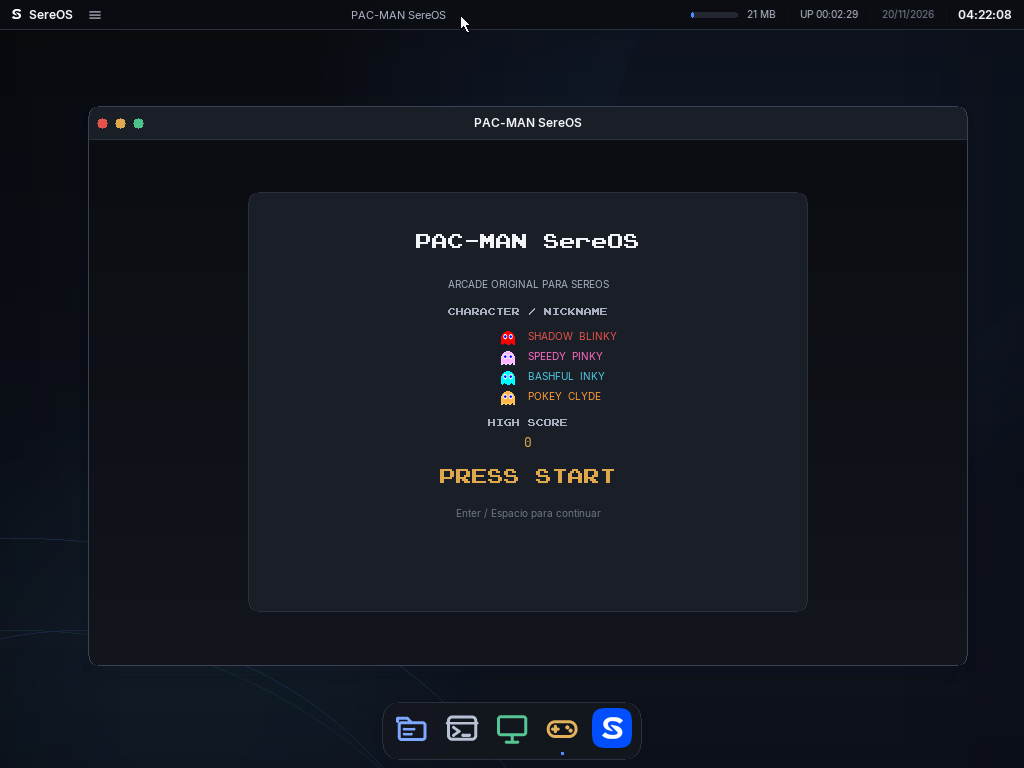 SereOS
PAC-MAN SereOS
21 MB
UP 00:02:29
20/11/2026
04:22:08
PAC-MAN SereOS
PAC-MAN SereOS
ARCADE ORIGINAL PARA SEREOS
CHARACTER / NICKNAME
SHADOW BLINKY
SPEEDY PINKY
BASHFUL INKY
POKEY CLYDE
HIGH SCORE
0
PRESS START
Enter / Espacio para continuar